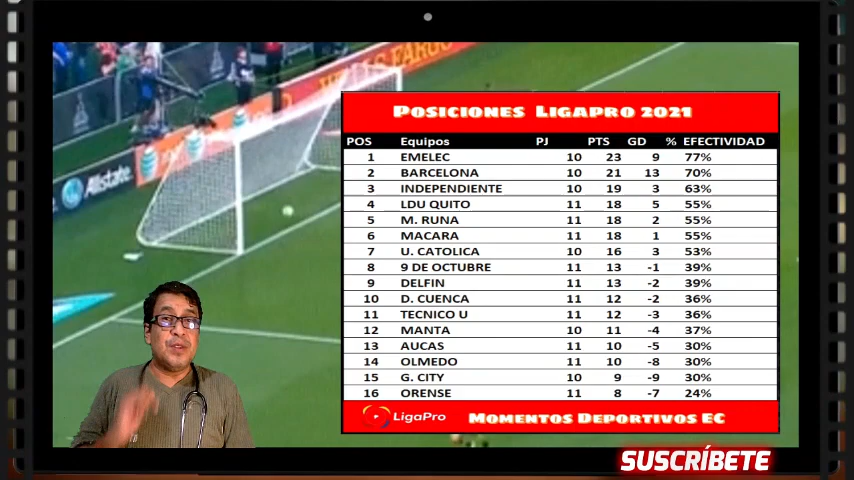 WELLS FARGO
at&t
at&t
Allstate
POSICIONES LIGAPRO 2021
POS Equipos PJ PTS GD % EFECTIVIDAD
1 EMELEC 10 23 9 77%
2 BARCELONA 10 21 13 70%
3 INDEPENDIENTE 10 19 3 63%
4 LDU QUITO 11 18 5 55%
5 M. RUNA 11 18 2 55%
6 MACARA 11 18 1 55%
7 U. CATOLICA 10 16 3 53%
8 9 DE OCTUBRE 11 13 -1 39%
9 DELFIN 11 13 -2 39%
10 D. CUENCA 11 12 -2 36%
11 TECNICO U 11 12 -3 36%
12 MANTA 10 11 -4 37%
13 AUCAS 11 10 -5 30%
14 OLMEDO 11 10 -8 30%
15 G. CITY 10 9 -9 30%
16 ORENSE 11 8 -7 24%
LigaPro MOMENTOS DEPORTIVOS EC
SUSCRÍBETE